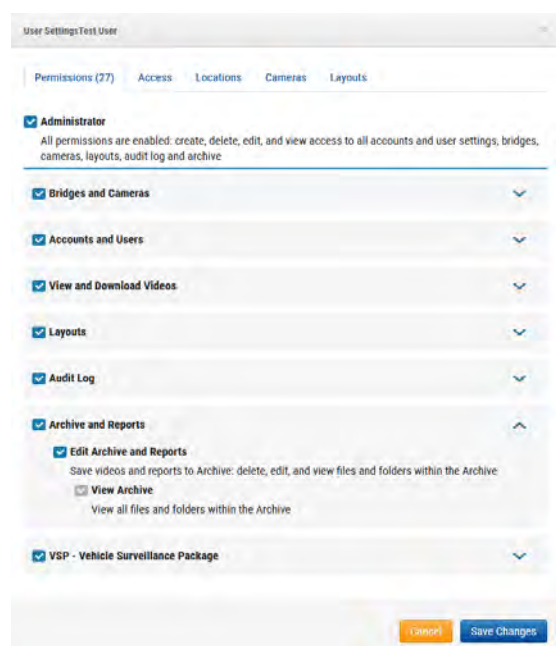 User SettingsTest User
Permissions (27) Access Locations Cameras Layouts
Administrator
All permissions are enabled: create, delete, edit, and view access to all accounts and user settings, bridges,
cameras, layouts, audit log and archive
Bridges and Cameras
Accounts and Users
View and Download Videos
Layouts
Audit Log
Archive and Reports
Edit Archive and Reports
Save videos and reports to Archive: delete, edit, and view files and folders within the Archive
View Archive
View all files and folders within the Archive
VSP - Vehicle Surveillance Package
Cancel Save Changes